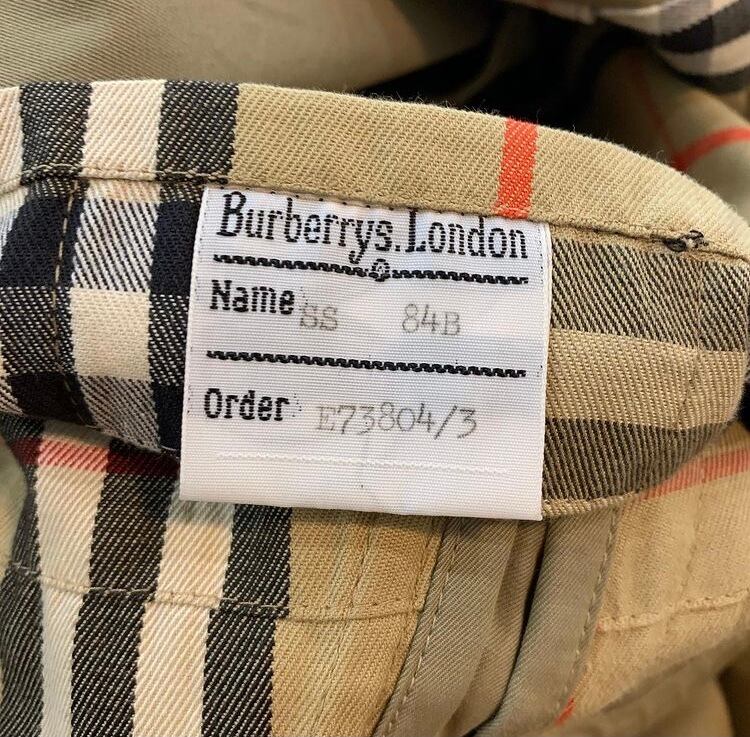 Burberrys. London
Name SS 84B
Order E73804/3